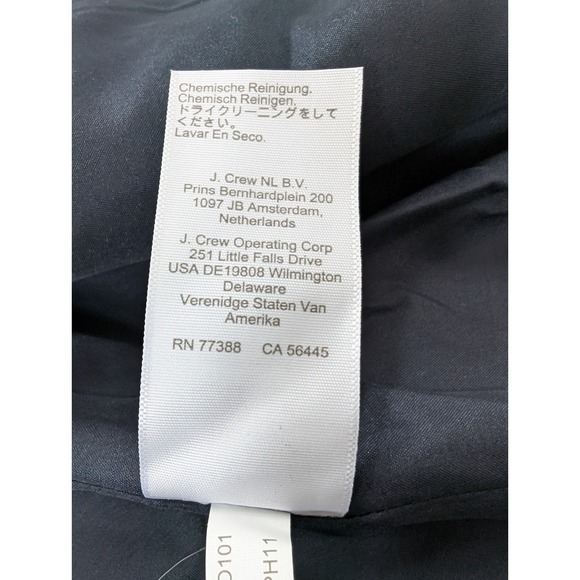 Chemische Reinigung.
Chemisch Reinigen.
ドライクリーニングをして
ください。
Lavar En Seco.
J. Crew NL B.V.
Prins Bernhardplein 200
1097 JB Amsterdam,
Netherlands
J. Crew Operating Corp
251 Little Falls Drive
USA DE19808 Wilmington
Delaware
Verenidge Staten Van
Amerika
RN 77388 CA 56445
D101
PH11